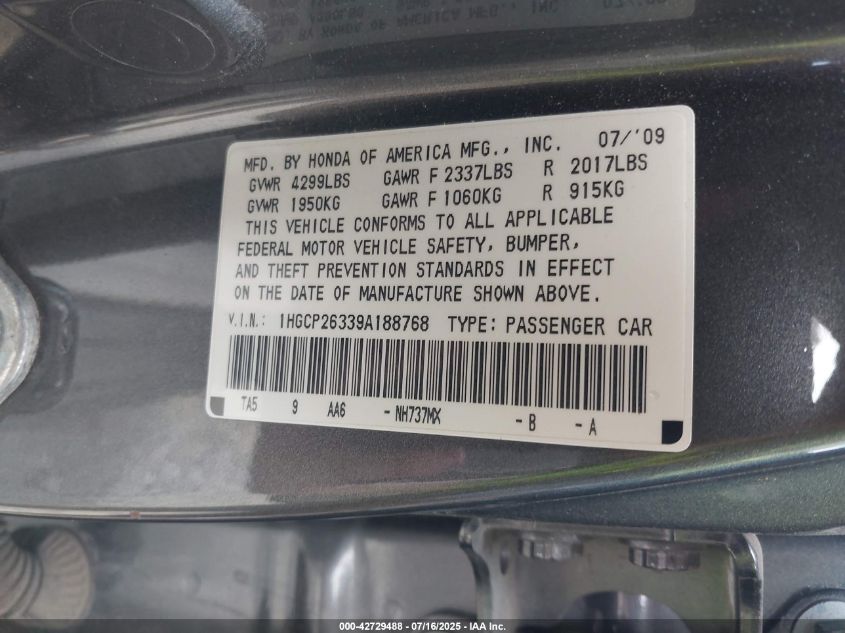 MFD. BY HONDA OF AMERICA MFG., INC. 07/'09
GVWR 4299LBS GAWR F 2337LBS R 2017LBS
GVWR 1950KG GAWR F 1060KG R 915KG
THIS VEHICLE CONFORMS TO ALL APPLICABLE
FEDERAL MOTOR VEHICLE SAFETY, BUMPER,
AND THEFT PREVENTION STANDARDS IN EFFECT
ON THE DATE OF MANUFACTURE SHOWN ABOVE.
V.I.N.: 1HGCP26339A188768 TYPE: PASSENGER CAR
TA5 9 AA6 -NH737MX -B -A
000-42729488 - 07/16/2025 - IAA Inc.